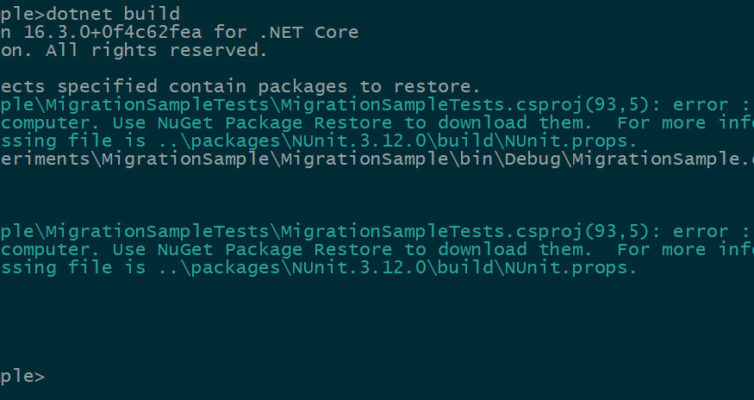 ple>dotnet build
n 16.3.0+0f4c62fea for .NET Core
on. All rights reserved.
ects specified contain packages to restore.
ple\MigrationSampleTests\MigrationSampleTests.csproj(93,5): error :
computer. Use NuGet Package Restore to download them.  For more info
ssing file is ..\packages\NUnit.3.12.0\build\NUnit.props.
eriments\MigrationSample\MigrationSample\bin\Debug\MigrationSample.
ple\MigrationSampleTests\MigrationSampleTests.csproj(93,5): error :
computer. Use NuGet Package Restore to download them.  For more info
ssing file is ..\packages\NUnit.3.12.0\build\NUnit.props.
ple>